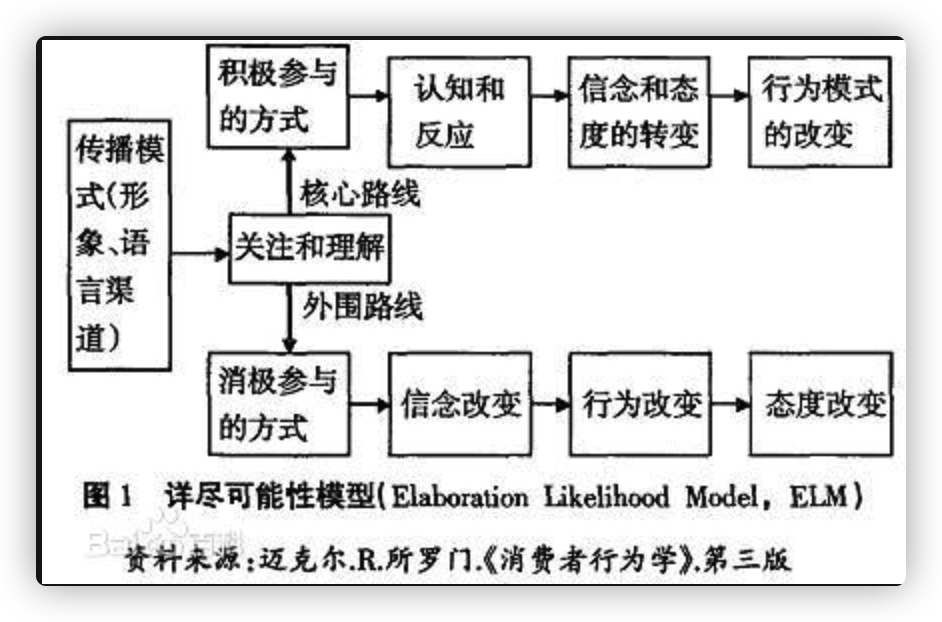 积极参与
的方式
认知和
反应
信念和态
度的转变
行为模式
的改变
传播模
式(形
象、语
言渠
道)
核心路线
关注和理解
外围路线
消极参与
的方式
信念改变
行为改变
态度改变
图1 详尽可能性模型(Elaboration Likelihood Model, ELM)
Baidu百科
资料来源:迈克尔.R.所罗门.《消费者行为学》.第三版